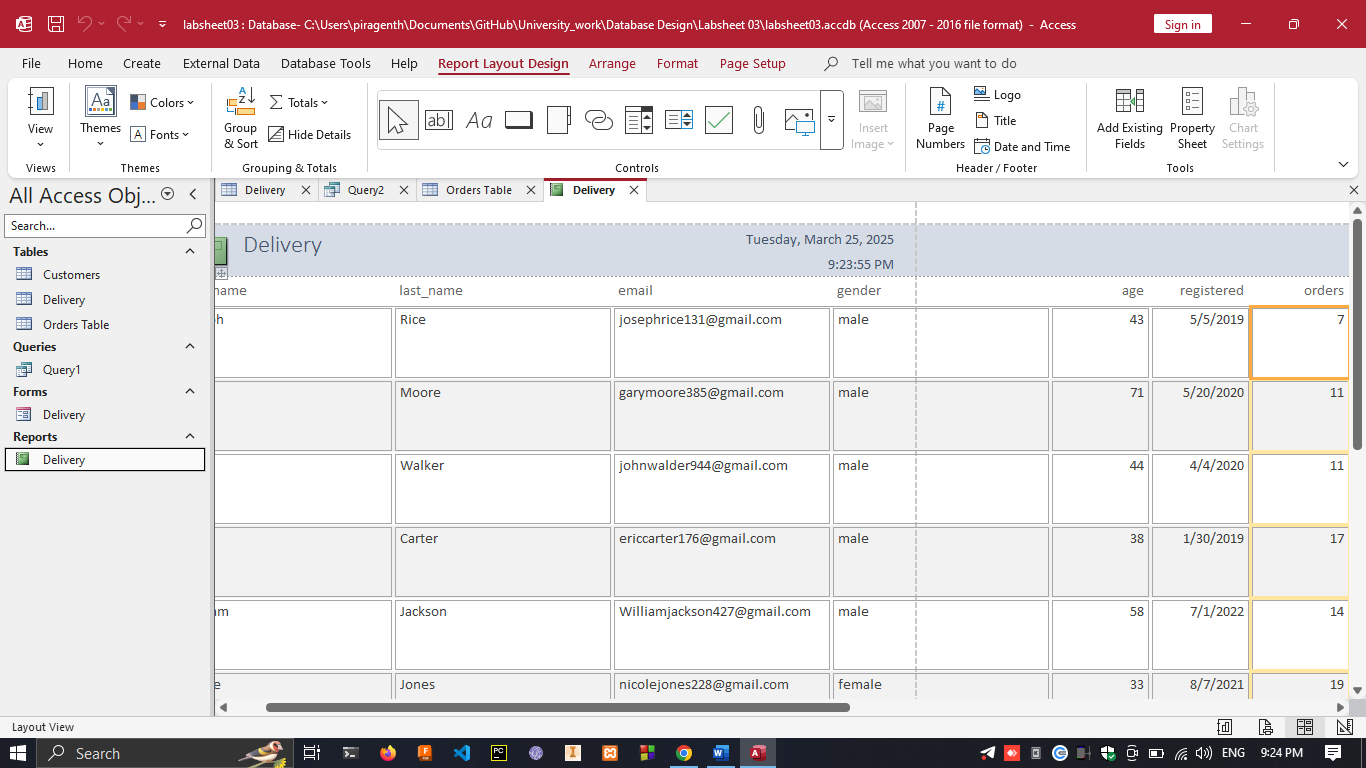 labsheet03 : Database- C:\Users\piragenth\Documents\GitHub\University_work\Database Design\Labsheet 03\labsheet03.accdb (Access 2007 - 2016 file format) - Access
Sign in
File Home Create External Data Database Tools Help Report Layout Design Arrange Format Page Setup Tell me what you want to do
View
Views
Themes
Colors
Fonts
Themes
Group & Sort
Totals
Hide Details
Grouping & Totals
ab
Aa
Controls
Insert Image
Page Numbers
Logo
Title
Date and Time
Header / Footer
Add Existing Fields
Property Sheet
Chart Settings
Tools
All Access Obj...
Search...
Tables
Customers
Delivery
Orders Table
Queries
Query1
Forms
Delivery
Reports
Delivery
Delivery Query2 Orders Table Delivery
Delivery
Tuesday, March 25, 2025
9:23:55 PM
name last_name email gender age registered orders
h Rice josephrice131@gmail.com male 43 5/5/2019 7
Moore garymoore385@gmail.com male 71 5/20/2020 11
Walker johnwalder944@gmail.com male 44 4/4/2020 11
Carter ericcarter176@gmail.com male 38 1/30/2019 17
m Jackson Williamjackson427@gmail.com male 58 7/1/2022 14
e Jones nicolejones228@gmail.com female 33 8/7/2021 19
Layout View
Search
ENG 9:24 PM